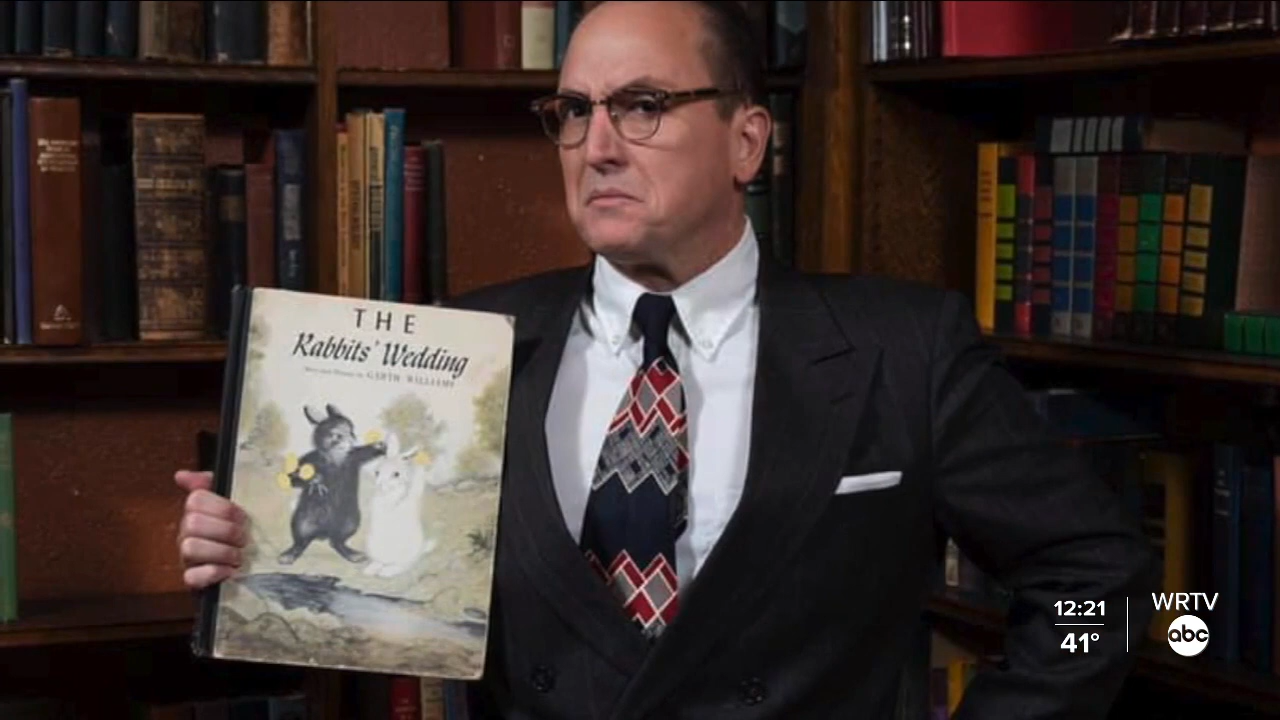 THE
Rabbits' Wedding
GARTH WILLIAMS
12:21
41°
WRTV
abc